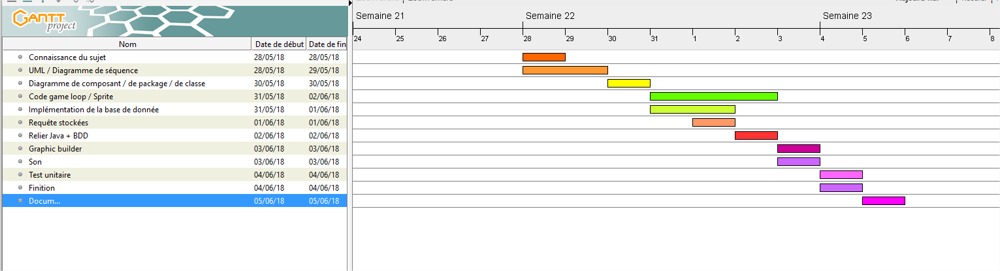 GANTT
project
Semaine 21 Semaine 22 Semaine 23
24 25 26 27 28 29 30 31 1 2 3 4 5 6 7 8
Nom Date de début Date de fin
Connaissance du sujet 28/05/18 28/05/18
UML / Diagramme de séquence 28/05/18 29/05/18
Diagramme de composant / de package / de classe 30/05/18 30/05/18
Code game loop / Sprite 31/05/18 02/06/18
Implémentation de la base de donnée 31/05/18 01/06/18
Requête stockées 01/06/18 01/06/18
Relier Java + BDD 02/06/18 02/06/18
Graphic builder 03/06/18 03/06/18
Son 03/06/18 03/06/18
Test unitaire 04/06/18 04/06/18
Finition 04/06/18 04/06/18
Docum... 05/06/18 05/06/18